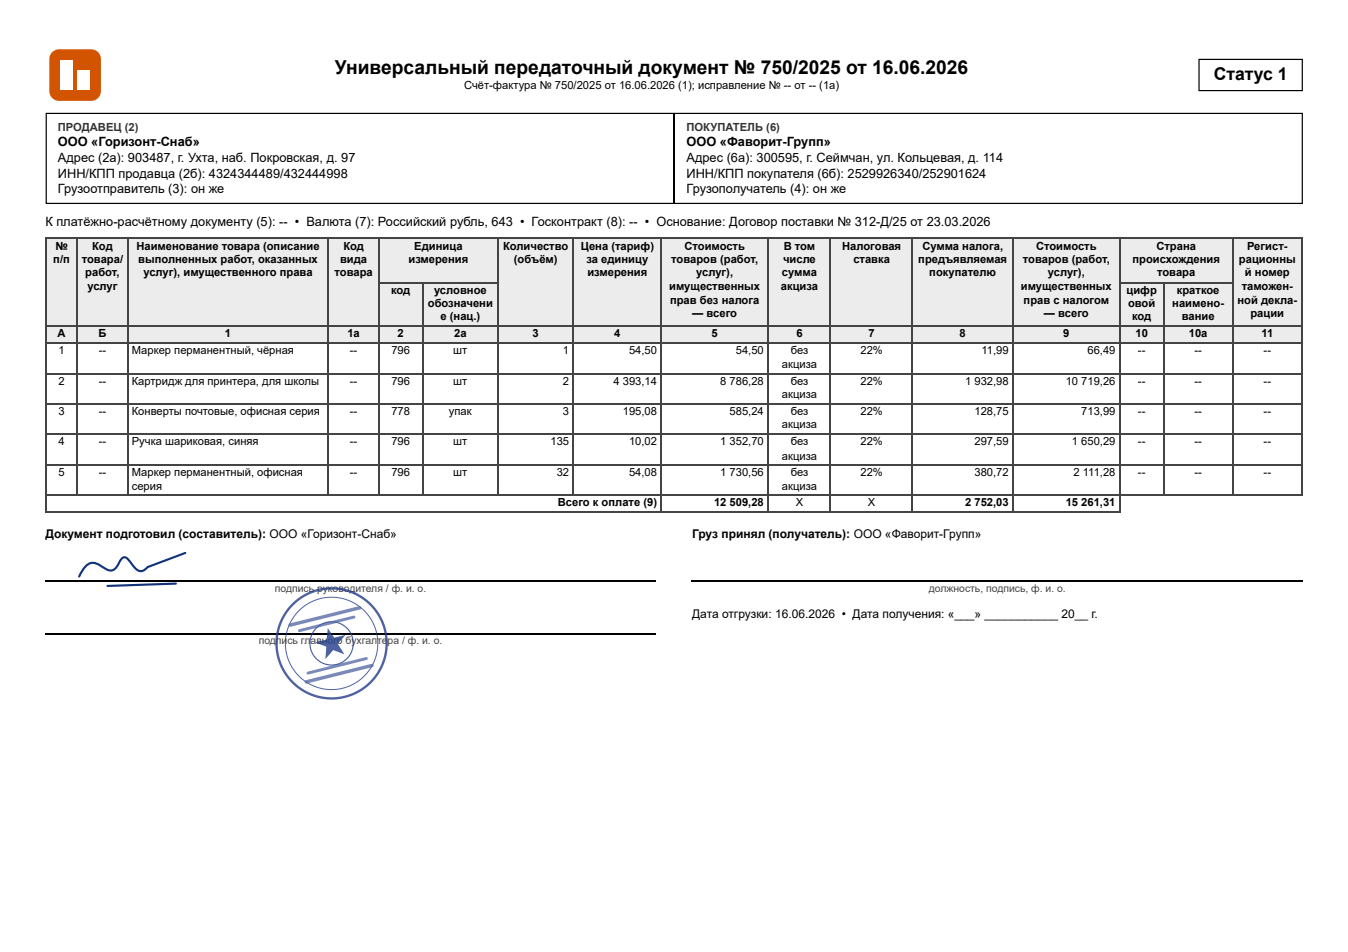 Универсальный передаточный документ № 750/2025 от 16.06.2026
Счёт-фактура № 750/2025 от 16.06.2026 (1); исправление № -- от -- (1а)
Статус 1
ПРОДАВЕЦ (2)
ООО «Горизонт-Снаб»
Адрес (2а): 903487, г. Ухта, наб. Покровская, д. 97
ИНН/КПП продавца (2б): 4324344489/432444998
Грузоотправитель (3): он же
ПОКУПАТЕЛЬ (6)
ООО «Фаворит-Групп»
Адрес (6а): 300595, г. Сеймчан, ул. Кольцевая, д. 114
ИНН/КПП покупателя (6б): 2529926340/252901624
Грузополучатель (4): он же
К платёжно-расчётному документу (5): -- • Валюта (7): Российский рубль, 643 • Госконтракт (8): -- • Основание: Договор поставки № 312-Д/25 от 23.03.2026
№ п/п
Код товара/ работ, услуг
Наименование товара (описание выполненных работ, оказанных услуг), имущественного права
Код вида товара
Единица измерения
код
условное обозначени е (нац.)
Количество (объём)
Цена (тариф) за единицу измерения
Стоимость товаров (работ, услуг), имущественных прав без налога — всего
В том числе сумма акциза
Налоговая ставка
Сумма налога, предъявляемая покупателю
Стоимость товаров (работ, услуг), имущественных прав с налогом — всего
Страна происхождения товара
цифр овой код
краткое наимено- вание
Регист- рационны й номер таможен- ной декла- рации
А Б 1 1а 2 2а 3 4 5 6 7 8 9 10 10а 11
1 -- Маркер перманентный, чёрная -- 796 шт 1 54,50 54,50 без акциза 22% 11,99 66,49 -- -- --
2 -- Картридж для принтера, для школы -- 796 шт 2 4 393,14 8 786,28 без акциза 22% 1 932,98 10 719,26 -- -- --
3 -- Конверты почтовые, офисная серия -- 778 упак 3 195,08 585,24 без акциза 22% 128,75 713,99 -- -- --
4 -- Ручка шариковая, синяя -- 796 шт 135 10,02 1 352,70 без акциза 22% 297,59 1 650,29 -- -- --
5 -- Маркер перманентный, офисная серия -- 796 шт 32 54,08 1 730,56 без акциза 22% 380,72 2 111,28 -- -- --
Всего к оплате (9) 12 509,28 Х Х 2 752,03 15 261,31
Документ подготовил (составитель): ООО «Горизонт-Снаб»
подпись руководителя / ф. и. о.
подпись главного бухгалтера / ф. и. о.
Груз принял (получатель): ООО «Фаворит-Групп»
должность, подпись, ф. и. о.
Дата отгрузки: 16.06.2026 • Дата получения: «___» ___________ 20__ г.